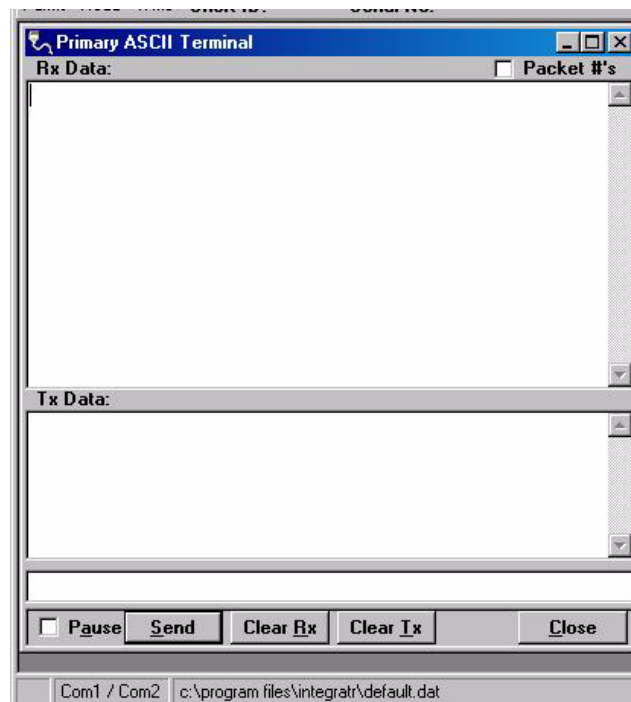 Primary ASCII Terminal
Rx Data: Packet #'s
Tx Data:
Pause Send Clear Rx Clear Tx Close
Com1 / Com2 c:\program files\integratr\default.dat